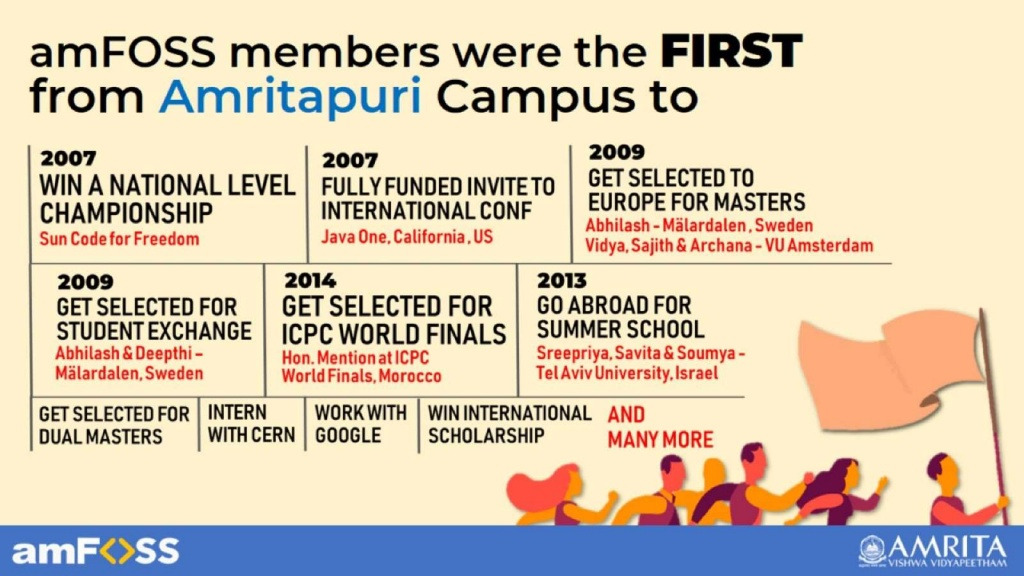 amFOSS members were the FIRST
from Amritapuri Campus to
2007
WIN A NATIONAL LEVEL
CHAMPIONSHIP
Sun Code for Freedom
2007
FULLY FUNDED INVITE TO
INTERNATIONAL CONF
Java One, California, US
2009
GET SELECTED TO
EUROPE FOR MASTERS
Abhilash - Mälardalen, Sweden
Vidya, Sajith & Archana - VU Amsterdam
2009
GET SELECTED FOR
STUDENT EXCHANGE
Abhilash & Deepthi –
Mälardalen, Sweden
2014
GET SELECTED FOR
ICPC WORLD FINALS
Hon. Mention at ICPC
World Finals, Morocco
2013
GO ABROAD FOR
SUMMER SCHOOL
Sreepriya, Savita & Soumya -
Tel Aviv University, Israel
GET SELECTED FOR
DUAL MASTERS
INTERN
WITH CERN
WORK WITH
GOOGLE
WIN INTERNATIONAL
SCHOLARSHIP
AND
MANY MORE
amF<>SS
AMRITA
VISHWA VIDYAPEETHAM